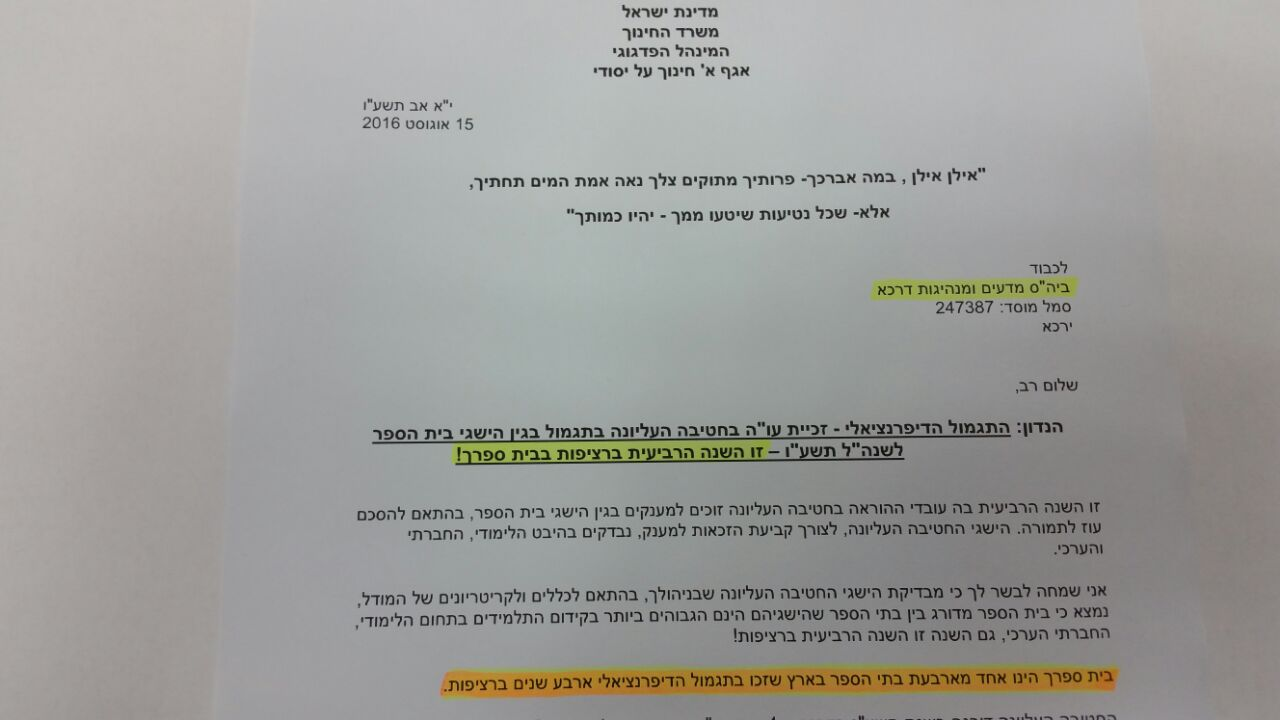 מדינת ישראל
משרד החינוך
המינהל הפדגוגי
אגף א' חינוך על יסודי
י"א אב תשע"ו
15 אוגוסט 2016
"אילן אילן , במה אברכך- פרותיך מתוקים צלך נאה אמת המים תחתיך,
אלא- שכל נטיעות שיטעו ממך - יהיו כמותך"
לכבוד
ביה"ס מדעים ומנהיגות דרכא
סמל מוסד: 247387
ירכא
שלום רב,
הנדון: התגמול הדיפרנציאלי - זכיית עו"ה בחטיבה העליונה בתגמול בגין הישגי בית הספר
לשנה"ל תשע"ו – זו השנה הרביעית ברציפות בבית ספרך!
זו השנה הרביעית בה עובדי ההוראה בחטיבה העליונה זוכים למענקים בגין הישגי בית הספר, בהתאם להסכם
עוז לתמורה. הישגי החטיבה העליונה, לצורך קביעת הזכאות למענק, נבדקים בהיבט הלימודי, החברתי
והערכי.
אני שמחה לבשר לך כי מבדיקת הישגי החטיבה העליונה שבניהולך, בהתאם לכללים ולקריטריונים של המודל,
נמצא כי בית הספר מדורג בין בתי הספר שהישגיהם הינם הגבוהים ביותר בקידום התלמידים בתחום הלימודי,
החברתי הערכי, גם השנה זו השנה הרביעית ברציפות!
בית ספרך הינו אחד מארבעת בתי הספר בארץ שזכו בתגמול הדיפרנציאלי ארבע שנים ברציפות.
החטיבה העליונה